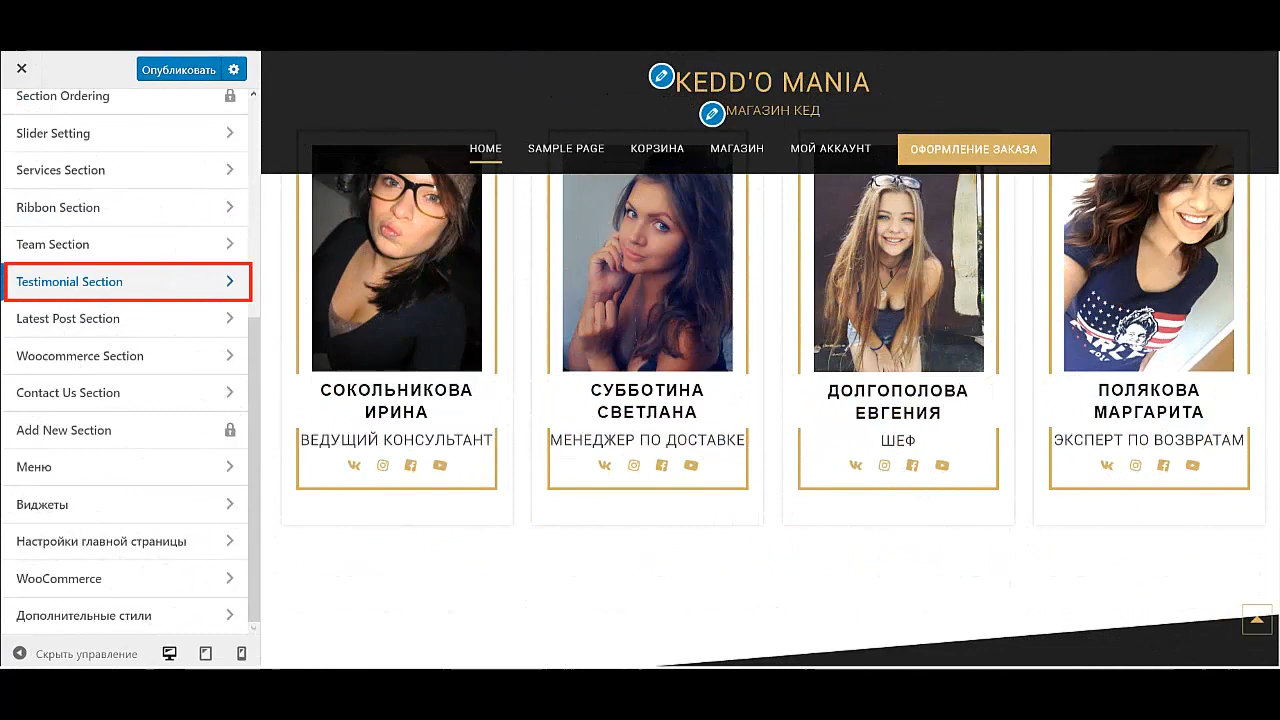 Опубликовать
Section Ordering
Slider Setting
Services Section
Ribbon Section
Team Section
Testimonial Section
Latest Post Section
Woocommerce Section
Contact Us Section
Add New Section
Меню
Виджеты
Настройки главной страницы
WooCommerce
Дополнительные стили
Скрыть управление
KEDD'O MANIA
МАГАЗИН КЕД
HOME SAMPLE PAGE КОРЗИНА МАГАЗИН МОЙ АККАУНТ ОФОРМЛЕНИЕ ЗАКАЗА
СОКОЛЬНИКОВА
ИРИНА
ВЕДУЩИЙ КОНСУЛЬТАНТ
СУББОТИНА
СВЕТЛАНА
МЕНЕДЖЕР ПО ДОСТАВКЕ
ДОЛГОПОЛОВА
ЕВГЕНИЯ
ШЕФ
ПОЛЯКОВА
МАРГАРИТА
ЭКСПЕРТ ПО ВОЗВРАТАМ